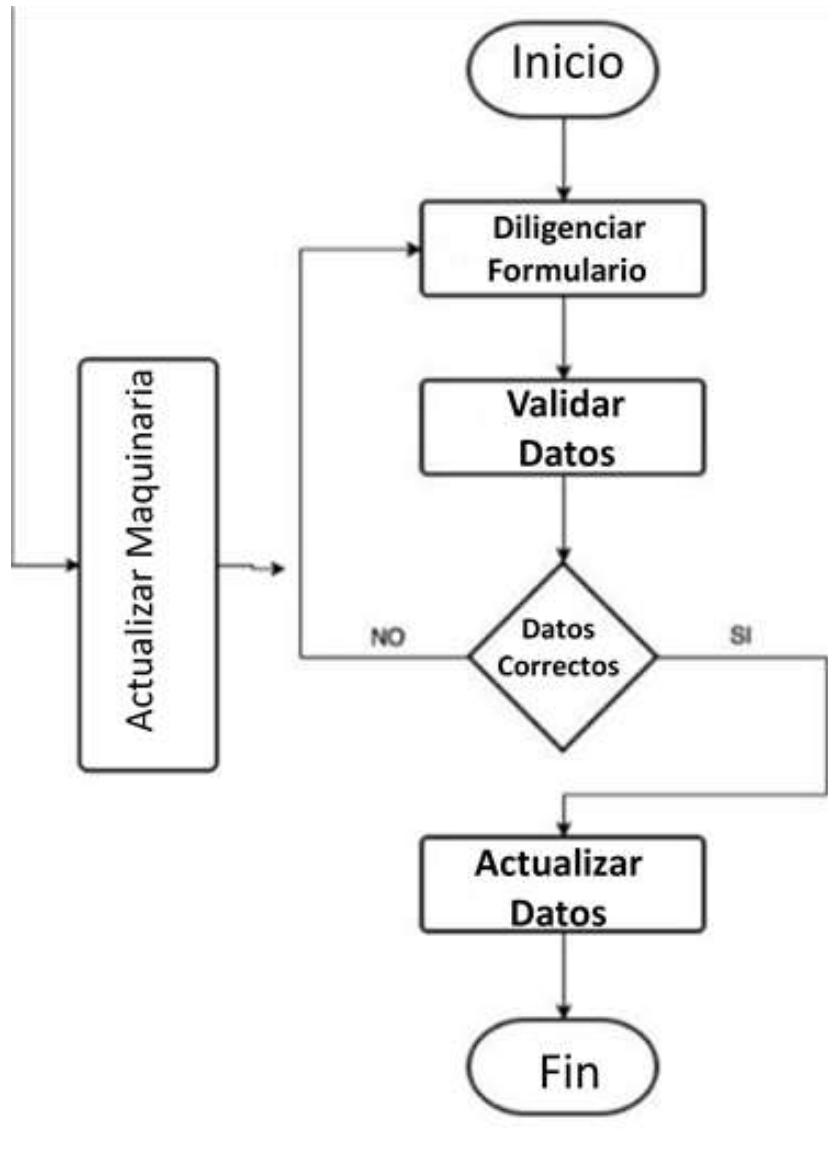 Inicio
Diligenciar
Formulario
Actualizar Maquinaria
Validar
Datos
Datos
Correctos
NO
SI
Actualizar
Datos
Fin